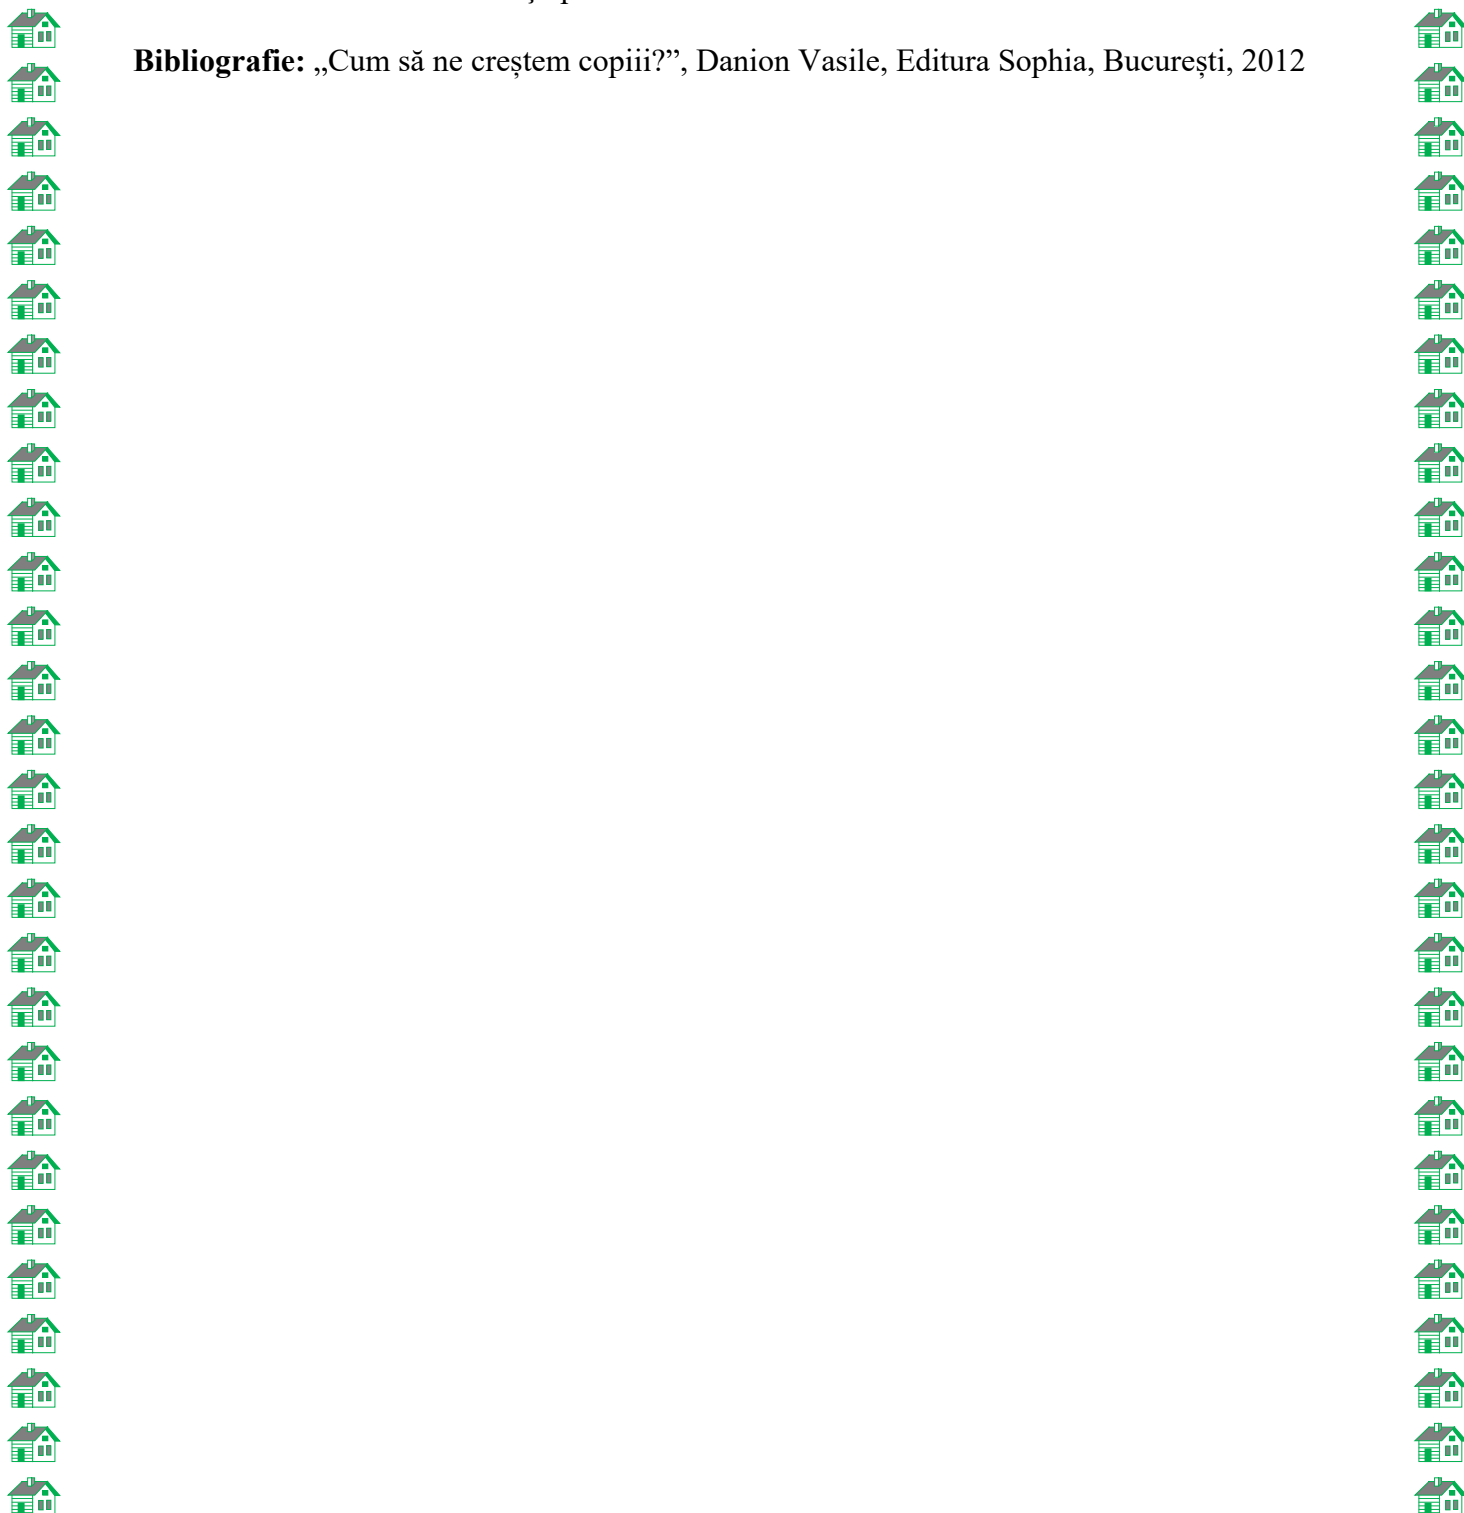 Bibliografie: „Cum să ne creștem copiii?”, Danion Vasile, Editura Sophia, București, 2012